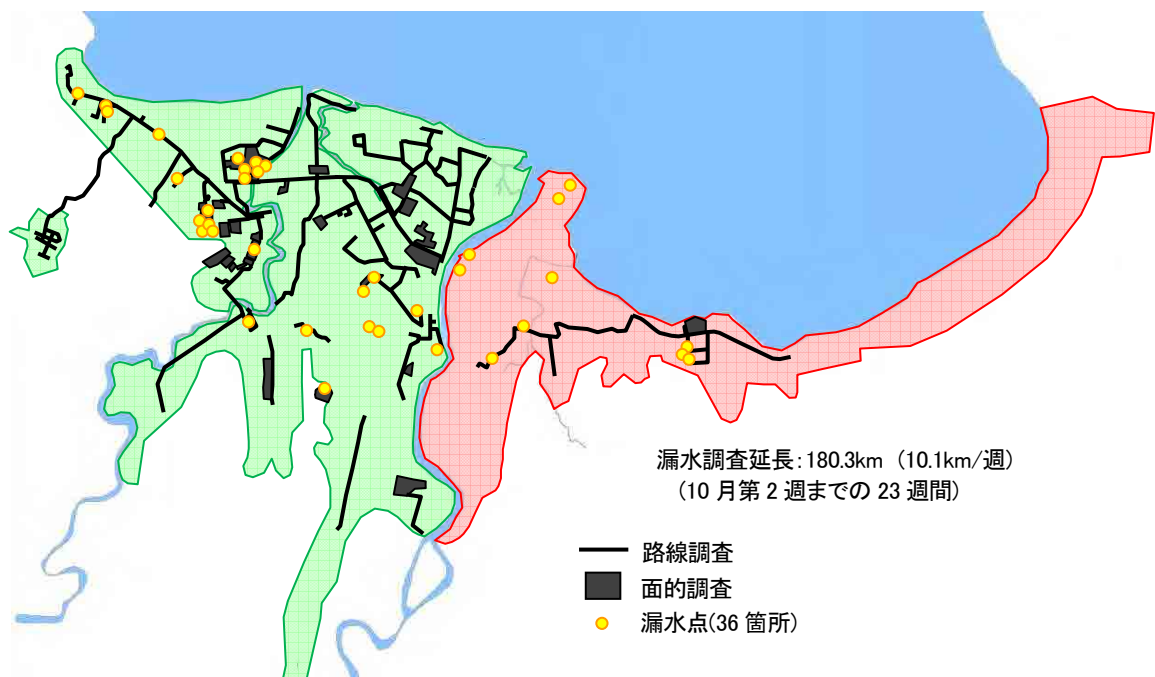 漏水調査延長：180.3km（10.1km/週）
（10 月第 2 週までの 23 週間）
路線調査
面的調査
漏水点(36 箇所)